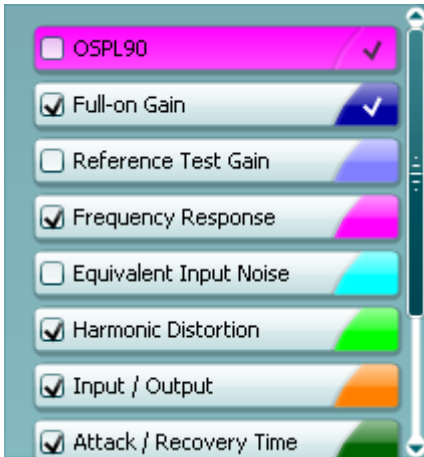 OSPL90
Full-on Gain
Reference Test Gain
Frequency Response
Equivalent Input Noise
Harmonic Distortion
Input / Output
Attack / Recovery Time